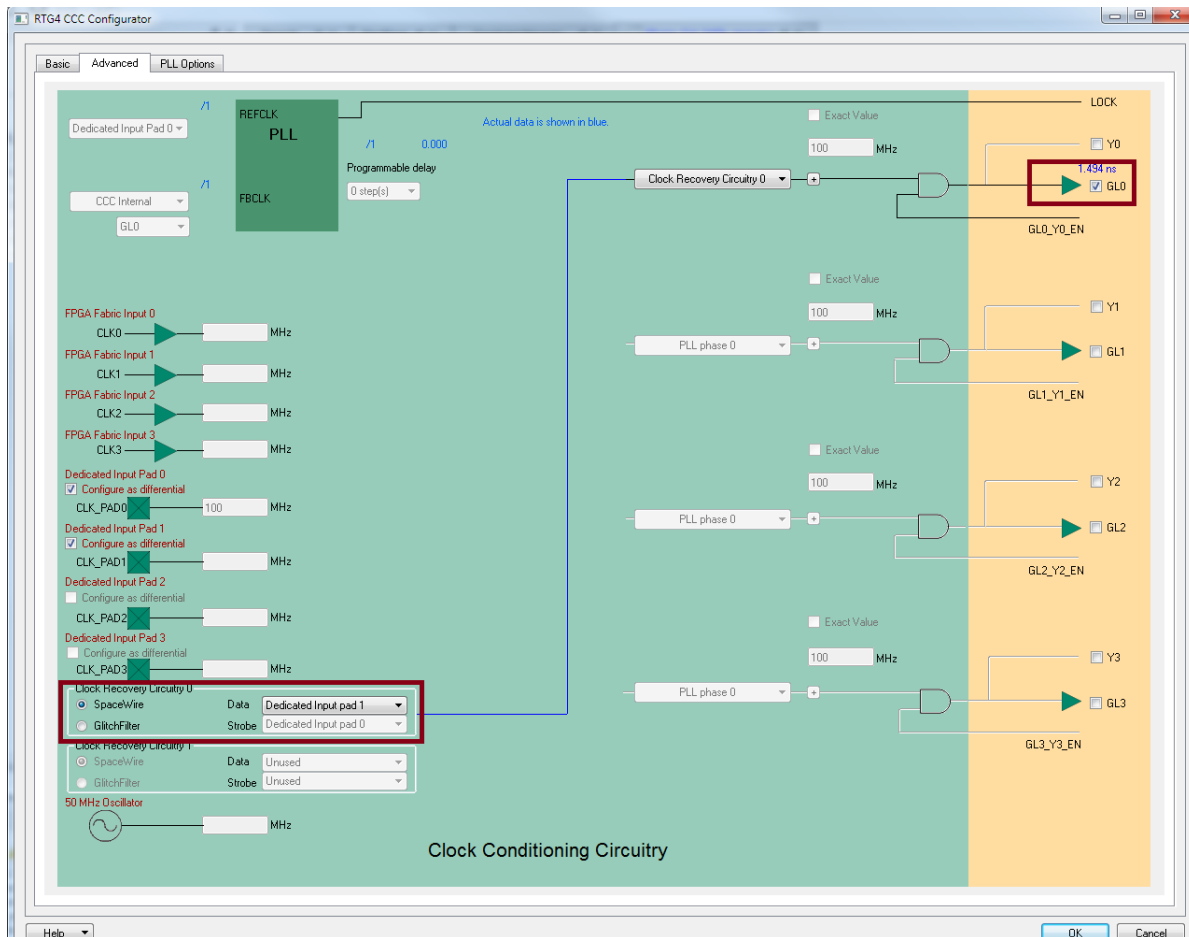 RTG4 CCC Configurator
Basic Advanced PLL Options
/1 REFCLK LOCK
PLL
Dedicated Input Pad 0
Actual data is shown in blue.
Exact Value
100 MHz
Y0
/1 0.000
Programmable delay
0 step(s)
1.494 ns
/1 FBCLK
Clock Recovery Circuitry 0 + GL0
CCC Internal
GL0
GL0_Y0_EN
Exact Value
FPGA Fabric Input 0
CLK0 MHz
100 MHz
Y1
FPGA Fabric Input 1
CLK1 MHz
PLL phase 0 + GL1
FPGA Fabric Input 2
CLK2 MHz
GL1_Y1_EN
FPGA Fabric Input 3
CLK3 MHz
Exact Value
Dedicated Input Pad 0
Configure as differential
CLK_PAD0 100 MHz
100 MHz
Y2
Dedicated Input Pad 1
Configure as differential
CLK_PAD1 MHz
PLL phase 0 + GL2
GL2_Y2_EN
Dedicated Input Pad 2
Configure as differential
CLK_PAD2 MHz
Exact Value
Dedicated Input Pad 3
Configure as differential
CLK_PAD3 MHz
100 MHz
Y3
Clock Recovery Circuitry 0
SpaceWire Data Dedicated Input pad 1
GlitchFilter Strobe Dedicated Input pad 0
PLL phase 0 + GL3
GL3_Y3_EN
Clock Recovery Circuitry 1
SpaceWire Data Unused
GlitchFilter Strobe Unused
50 MHz Oscillator
MHz
Clock Conditioning Circuitry
Help OK Cancel